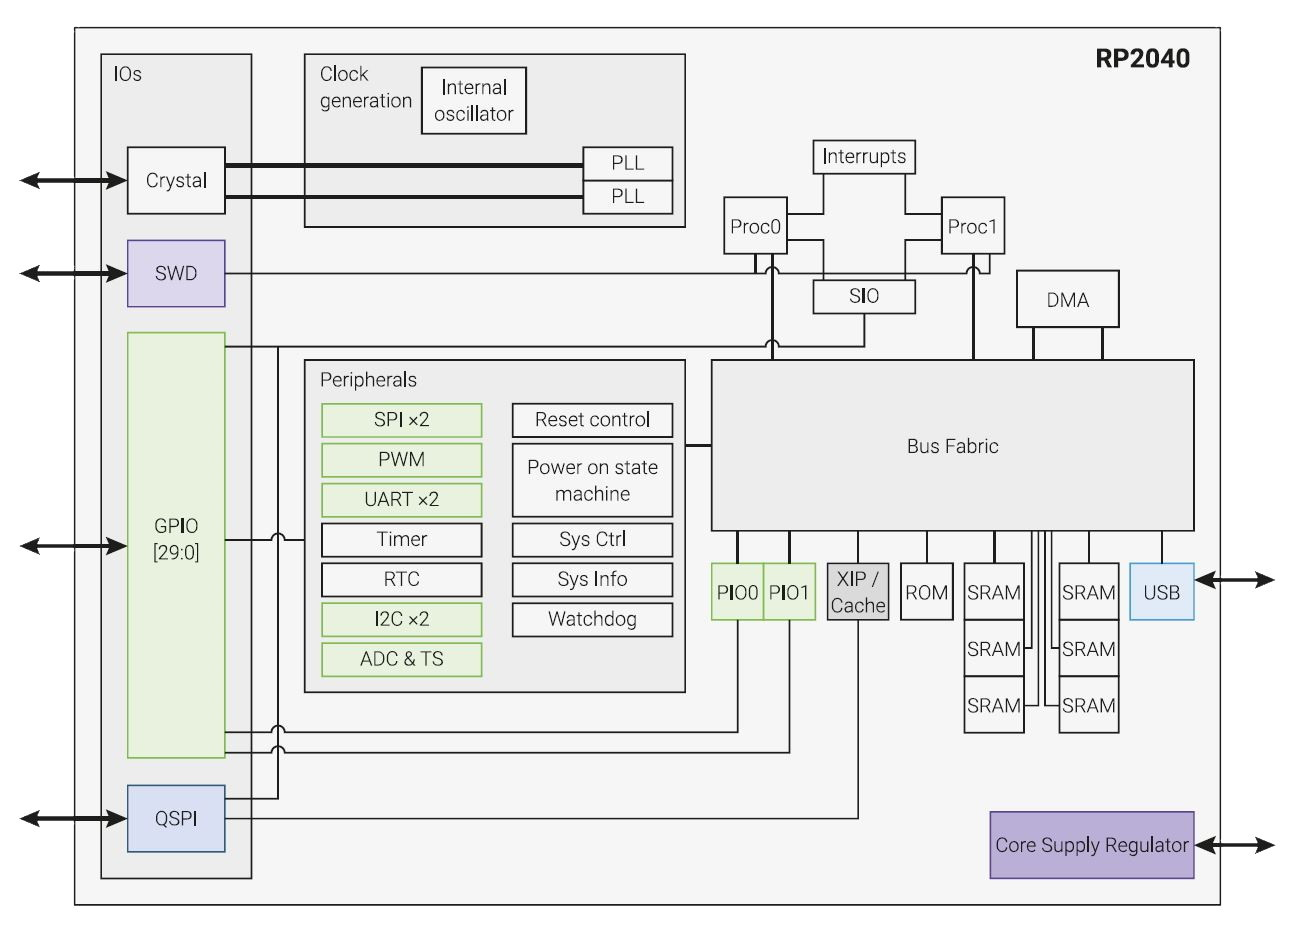 RP2040
IOs
Clock
generation
Internal
oscillator
Crystal
PLL
PLL
Interrupts
Proc0
Proc1
SWD
SIO
DMA
Peripherals
SPI ×2
Reset control
PWM
Power on state
machine
UART ×2
Timer
Sys Ctrl
RTC
Sys Info
I2C ×2
Watchdog
ADC & TS
GPIO
[29:0]
Bus Fabric
PIO0
PIO1
XIP /
Cache
ROM
SRAM
SRAM
USB
SRAM
SRAM
SRAM
SRAM
QSPI
Core Supply Regulator